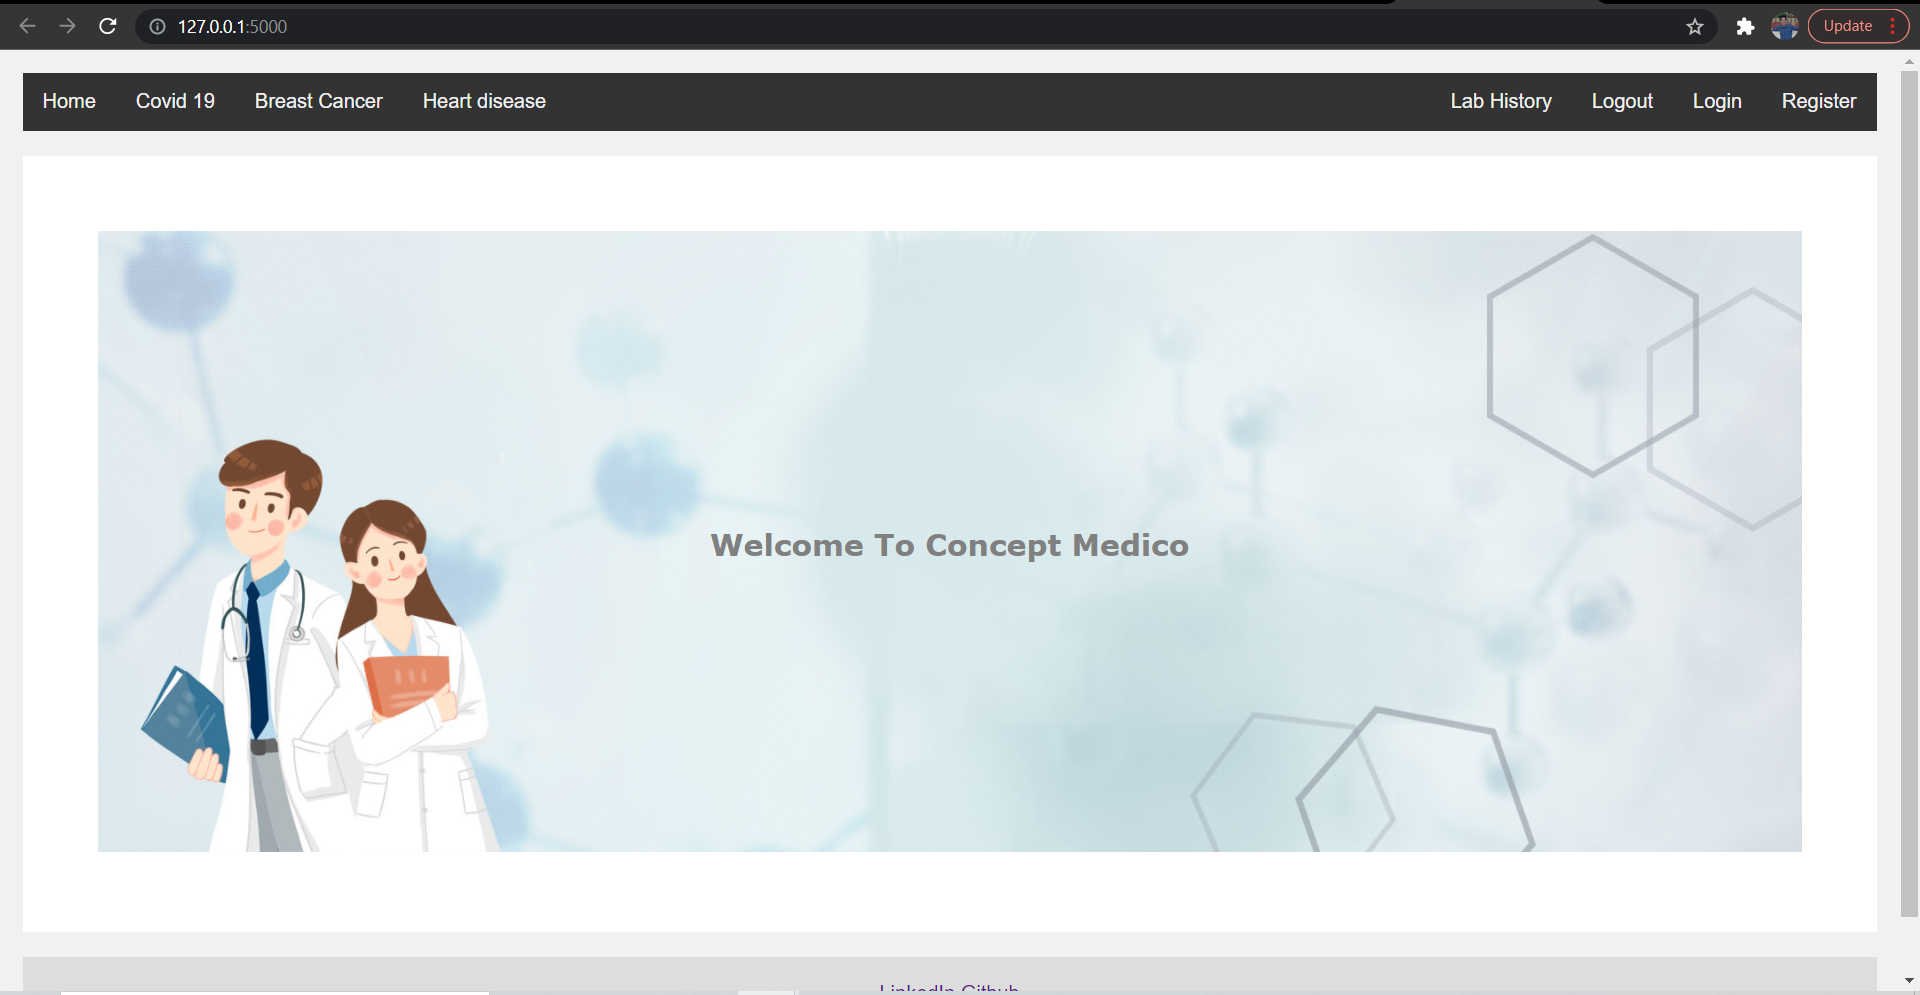 127.0.0.1:5000 Update
Home Covid 19 Breast Cancer Heart disease Lab History Logout Login Register
Welcome To Concept Medico
LinkedIn Github